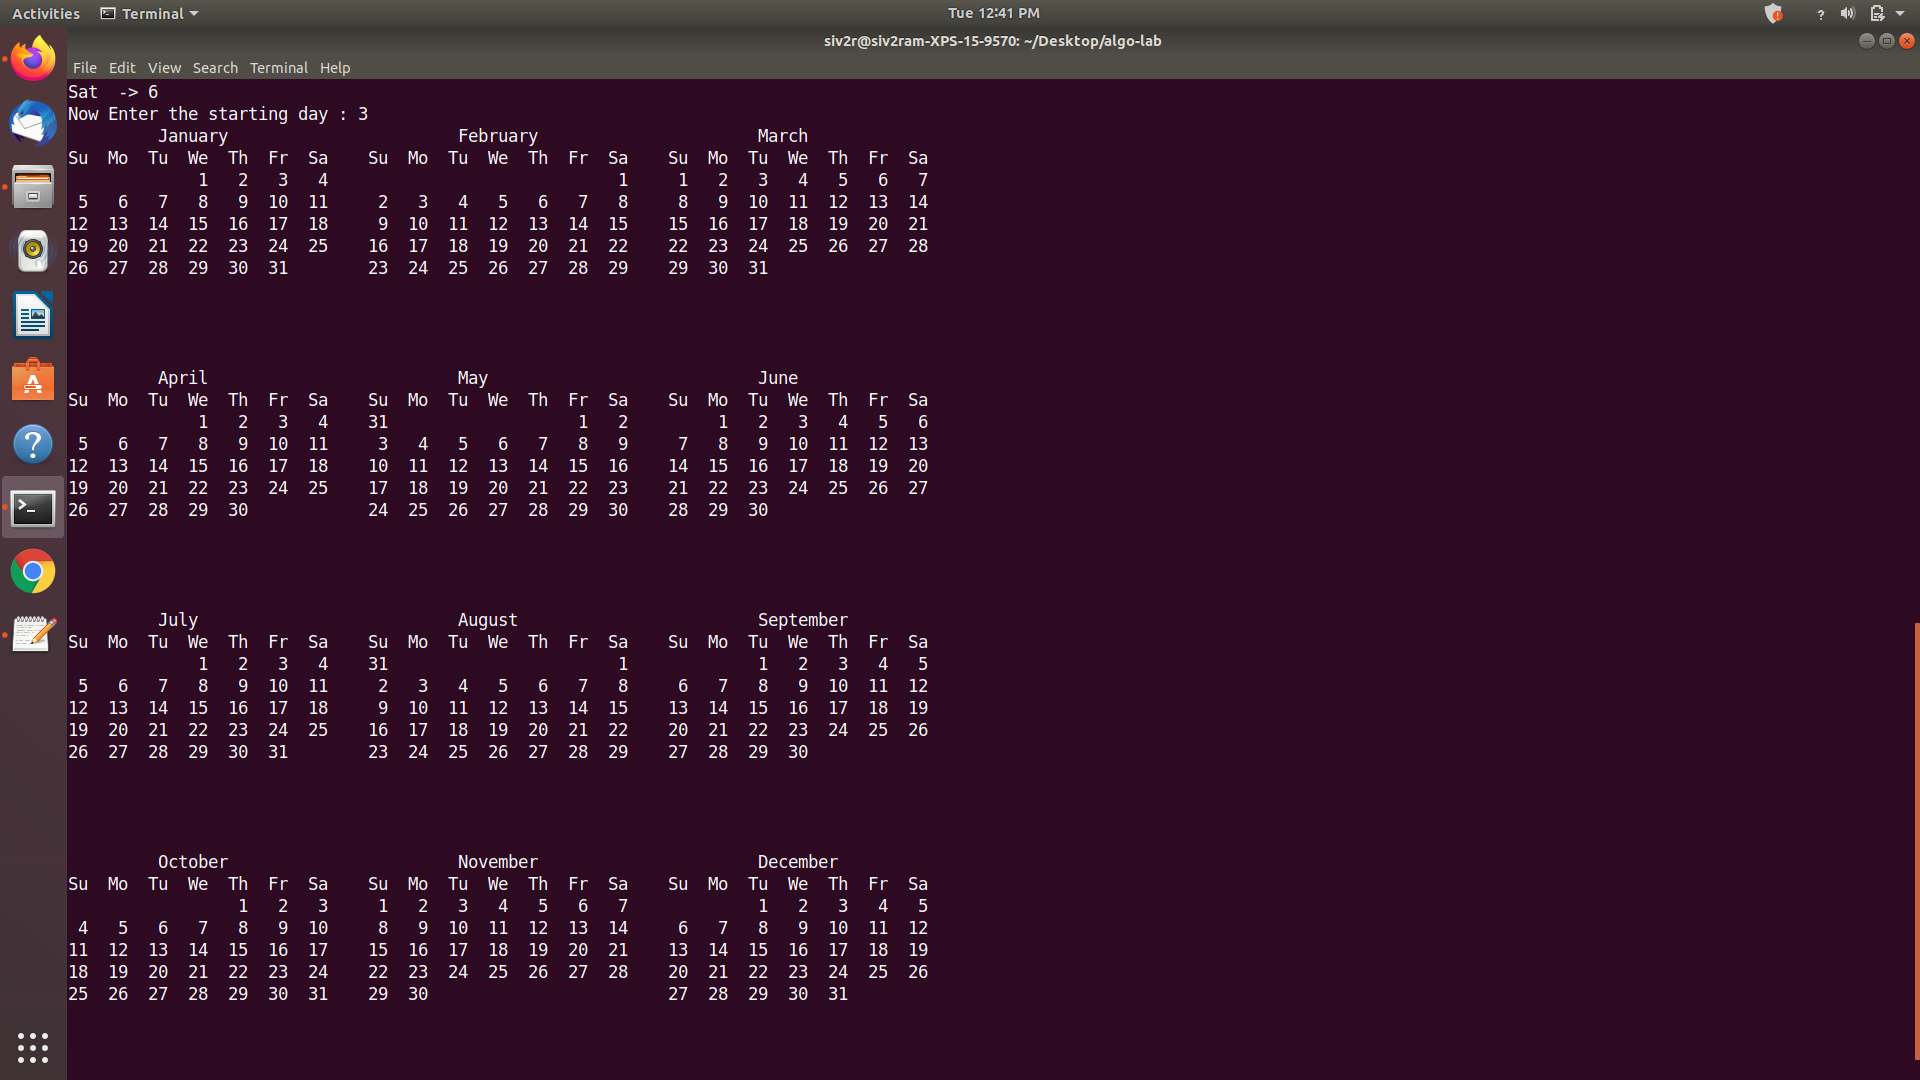 Activities Terminal Tue 12:41 PM
siv2r@siv2ram-XPS-15-9570: ~/Desktop/algo-lab
File Edit View Search Terminal Help
Sat  -> 6
Now Enter the starting day : 3
         January                       February                      March
Su  Mo  Tu  We  Th  Fr  Sa    Su  Mo  Tu  We  Th  Fr  Sa    Su  Mo  Tu  We  Th  Fr  Sa
             1   2   3   4                             1     1   2   3   4   5   6   7
 5   6   7   8   9  10  11     2   3   4   5   6   7   8     8   9  10  11  12  13  14
12  13  14  15  16  17  18     9  10  11  12  13  14  15    15  16  17  18  19  20  21
19  20  21  22  23  24  25    16  17  18  19  20  21  22    22  23  24  25  26  27  28
26  27  28  29  30  31        23  24  25  26  27  28  29    29  30  31
         April                         May                           June
Su  Mo  Tu  We  Th  Fr  Sa    Su  Mo  Tu  We  Th  Fr  Sa    Su  Mo  Tu  We  Th  Fr  Sa
             1   2   3   4    31                   1   2         1   2   3   4   5   6
 5   6   7   8   9  10  11     3   4   5   6   7   8   9     7   8   9  10  11  12  13
12  13  14  15  16  17  18    10  11  12  13  14  15  16    14  15  16  17  18  19  20
19  20  21  22  23  24  25    17  18  19  20  21  22  23    21  22  23  24  25  26  27
26  27  28  29  30            24  25  26  27  28  29  30    28  29  30
         July                          August                        September
Su  Mo  Tu  We  Th  Fr  Sa    Su  Mo  Tu  We  Th  Fr  Sa    Su  Mo  Tu  We  Th  Fr  Sa
             1   2   3   4    31                       1             1   2   3   4   5
 5   6   7   8   9  10  11     2   3   4   5   6   7   8     6   7   8   9  10  11  12
12  13  14  15  16  17  18     9  10  11  12  13  14  15    13  14  15  16  17  18  19
19  20  21  22  23  24  25    16  17  18  19  20  21  22    20  21  22  23  24  25  26
26  27  28  29  30  31        23  24  25  26  27  28  29    27  28  29  30
         October                       November                      December
Su  Mo  Tu  We  Th  Fr  Sa    Su  Mo  Tu  We  Th  Fr  Sa    Su  Mo  Tu  We  Th  Fr  Sa
                 1   2   3     1   2   3   4   5   6   7             1   2   3   4   5
 4   5   6   7   8   9  10     8   9  10  11  12  13  14     6   7   8   9  10  11  12
11  12  13  14  15  16  17    15  16  17  18  19  20  21    13  14  15  16  17  18  19
18  19  20  21  22  23  24    22  23  24  25  26  27  28    20  21  22  23  24  25  26
25  26  27  28  29  30  31    29  30                        27  28  29  30  31